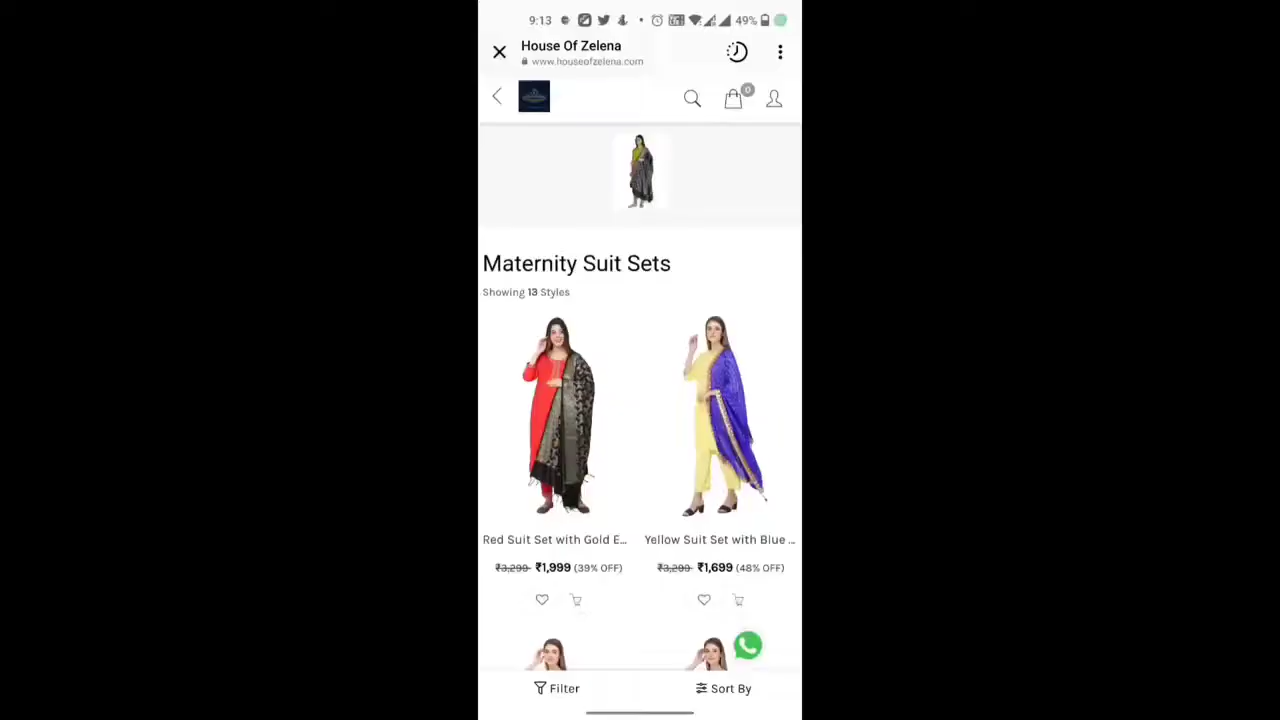 9:13
49%
House Of Zelena
www.houseofzelena.com
0
Maternity Suit Sets
Showing 13 Styles
Red Suit Set with Gold E...
Yellow Suit Set with Blue ...
₹3,299 ₹1,999 (39% OFF)
₹3,299 ₹1,699 (48% OFF)
Filter
Sort By